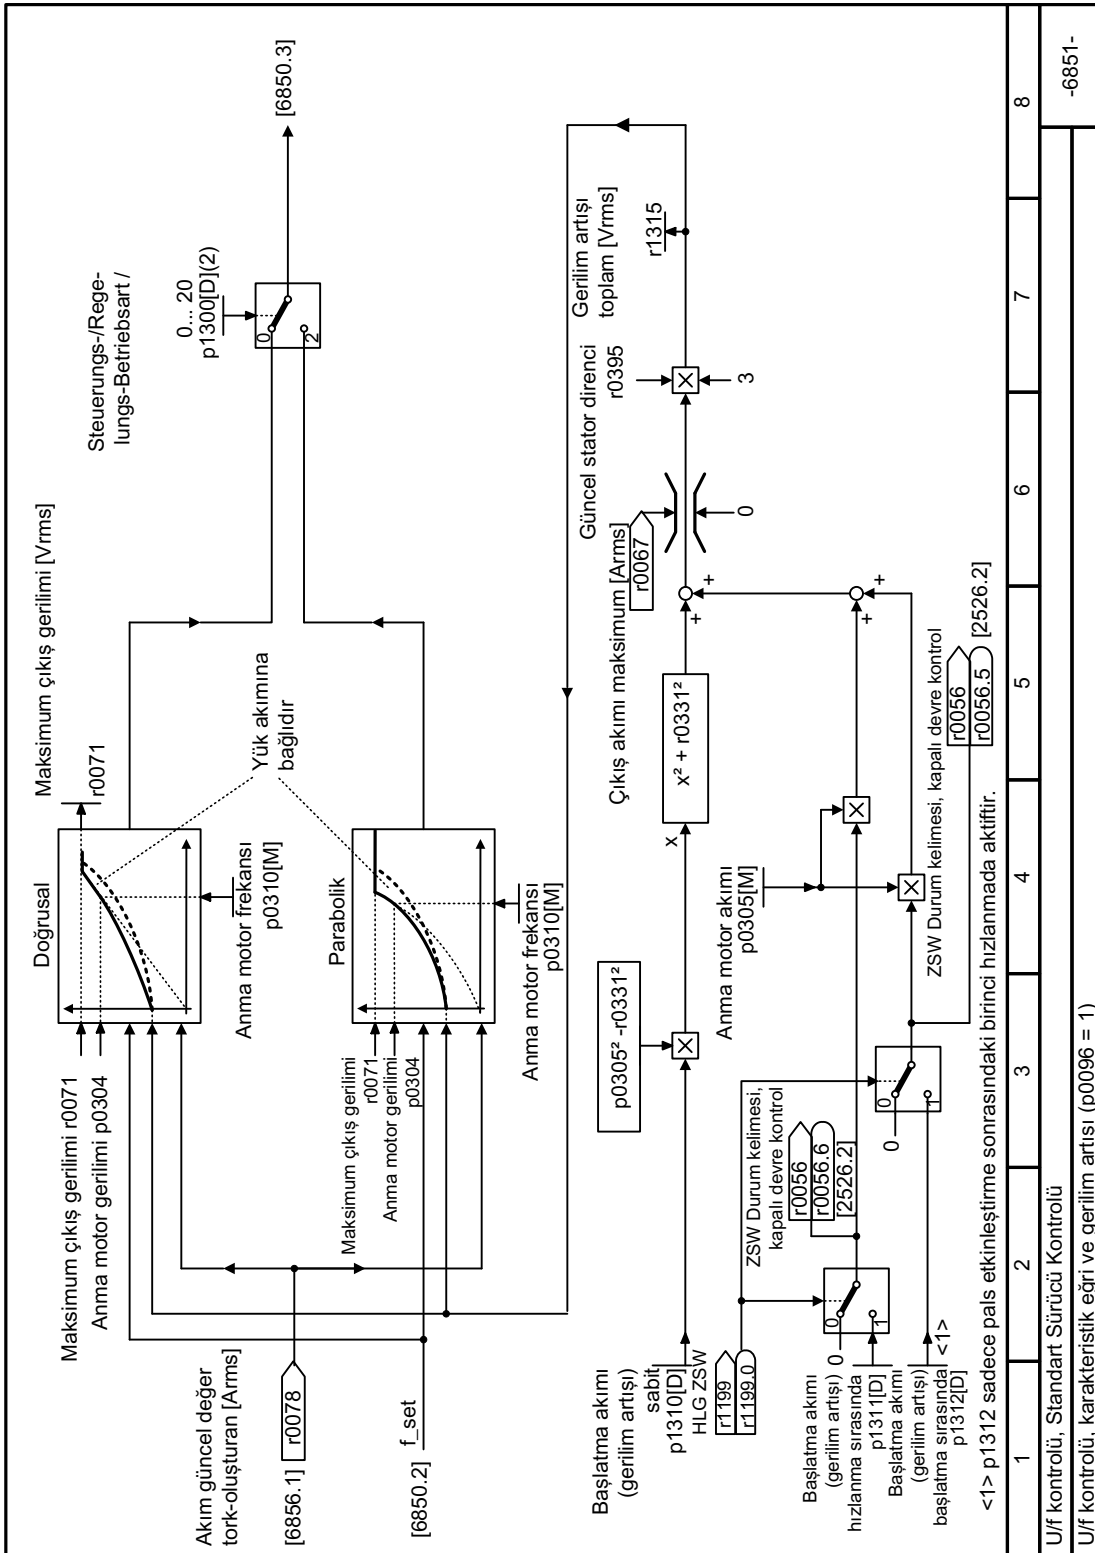 Akım güncel değer
tork-oluşturan [Arms]
[6856.1] r0078
[6850.2] f_set
Maksimum çıkış gerilimi r0071
Anma motor gerilimi p0304
Doğrusal
Maksimum çıkış gerilimi [Vrms]
r0071
Anma motor frekansı
p0310[M]
Yük akımına
bağlıdır
Maksimum çıkış gerilimi
r0071
Anma motor gerilimi
p0304
Parabolik
Anma motor frekansı
p0310[M]
Steuerungs-/Rege-
lungs-Betriebsart /
0... 20
p1300[D](2)
0
2
[6850.3]
Başlatma akımı
(gerilim artışı)
sabit
p1310[D]
p0305² -r0331²
x
x² + r0331²
Çıkış akımı maksimum [Arms]
r0067
0
Güncel stator direnci
r0395
3
Gerilim artışı
toplam [Vrms]
r1315
+
+
+
+
HLG ZSW
r1199
r1199.0
ZSW Durum kelimesi,
kapalı devre kontrol
r0056
r0056.6
[2526.2]
Anma motor akımı
p0305[M]
Başlatma akımı
(gerilim artışı)
hızlanma sırasında
p1311[D]
0
0
1
Başlatma akımı
(gerilim artışı)
başlatma sırasında
p1312[D]
<1>
0
0
1
ZSW Durum kelimesi, kapalı devre kontrol
r0056
r0056.5
[2526.2]
<1> p1312 sadece pals etkinleştirme sonrasındaki birinci hızlanmada aktiftir.
1 2 3 4 5 6 7 8
U/f kontrolü, Standart Sürücü Kontrolü
-6851-
U/f kontrolü, karakteristik eğri ve gerilim artışı (p0096 = 1)